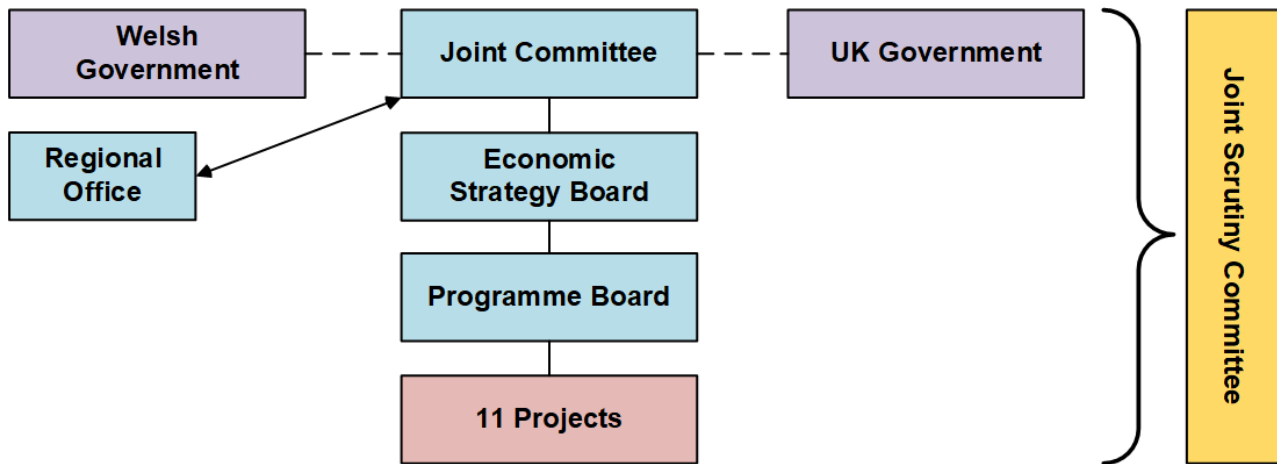 Welsh
Government
Joint Committee
UK Government
Regional
Office
Economic
Strategy Board
Programme Board
11 Projects
Joint Scrutiny Committee